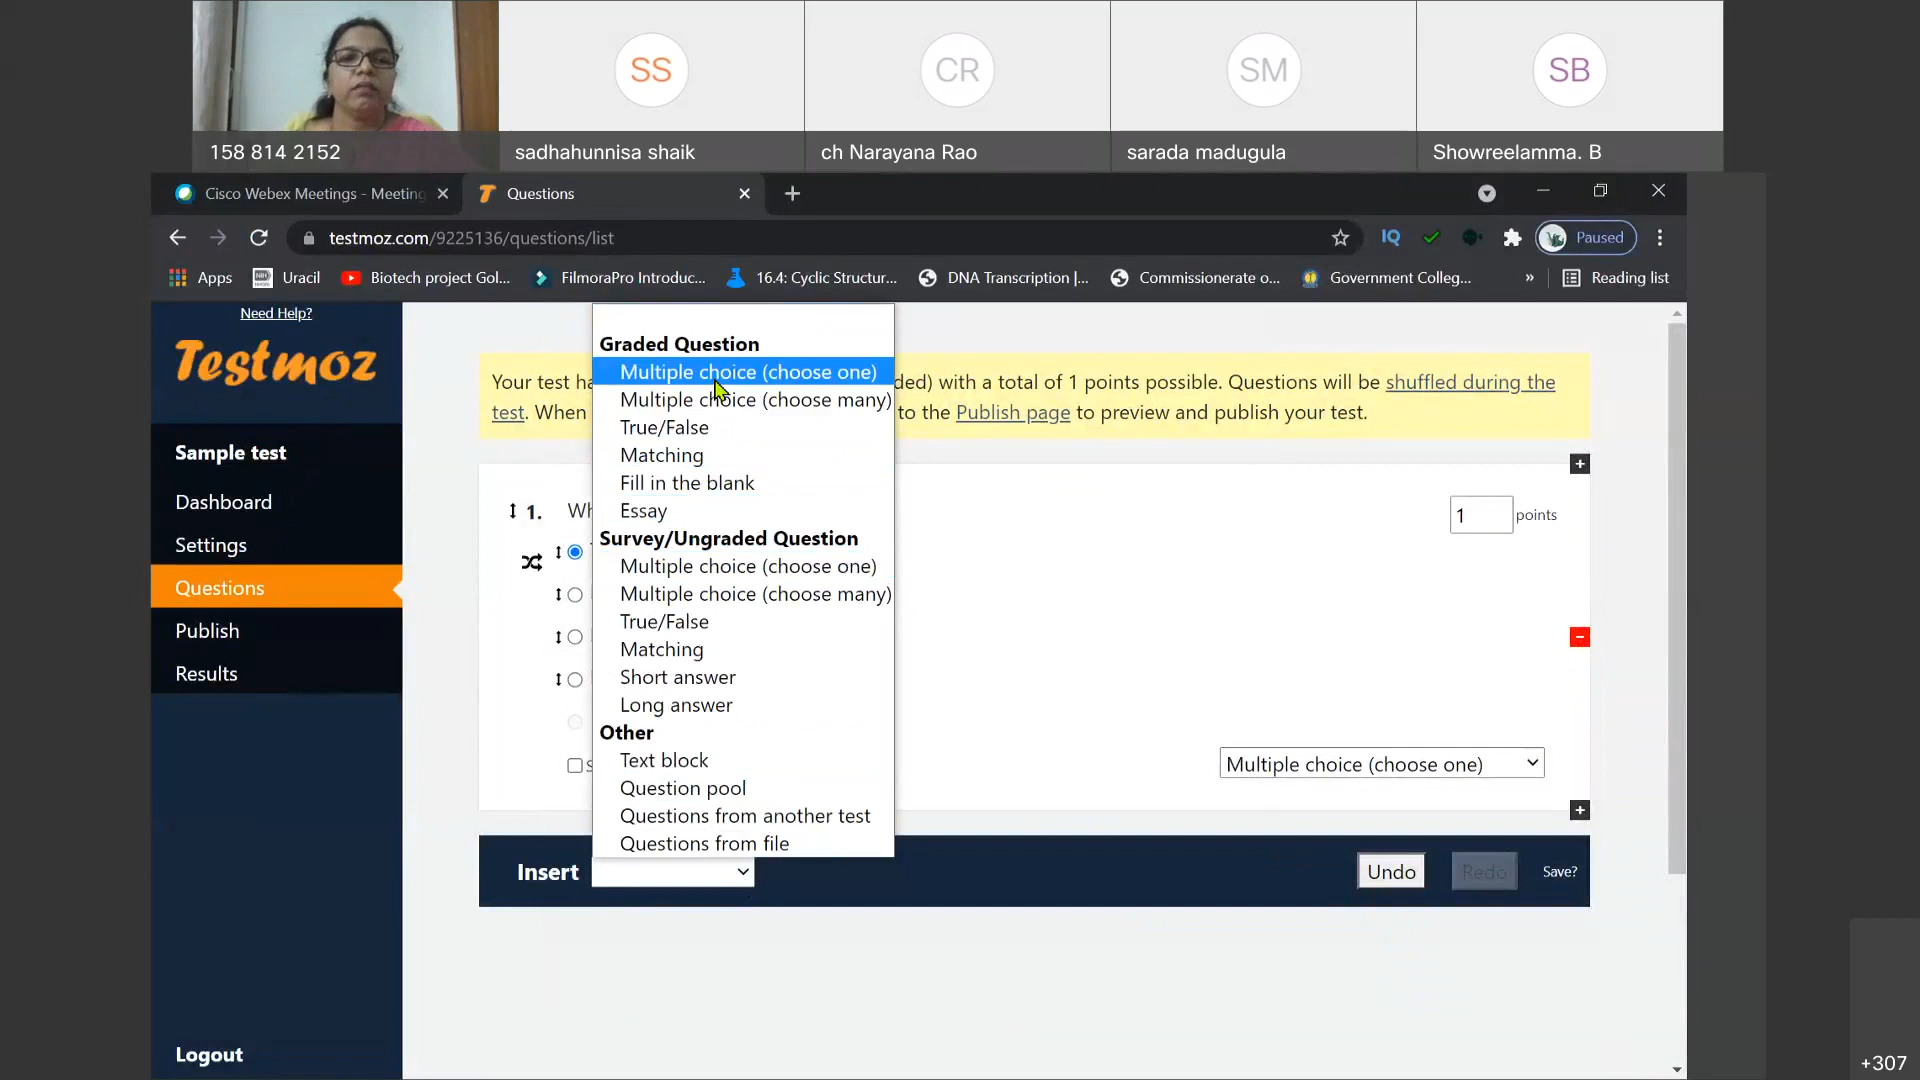 SS
CR
SM
SB
158 814 2152
sadhahunnisa shaik
ch Narayana Rao
sarada madugula
Showreelamma. B
Cisco Webex Meetings - Meeting
Questions
testmoz.com/9225136/questions/list
IQ
Paused
Apps
Uracil
Biotech project Gol...
FilmoraPro Introduc...
16.4: Cyclic Structur...
DNA Transcription |...
Commissionerate o...
Government Colleg...
»
Reading list
Need Help?
Testmoz
Sample test
Dashboard
Settings
Questions
Publish
Results
Logout
Your test ha
ded) with a total of 1 points possible. Questions will be shuffled during the
test. When
to the Publish page to preview and publish your test.
Graded Question
Multiple choice (choose one)
Multiple choice (choose many)
True/False
Matching
Fill in the blank
Essay
Survey/Ungraded Question
Multiple choice (choose one)
Multiple choice (choose many)
True/False
Matching
Short answer
Long answer
Other
Text block
Question pool
Questions from another test
Questions from file
1. Wh
1 points
Multiple choice (choose one)
Insert
Undo
Redo
Save?
+307